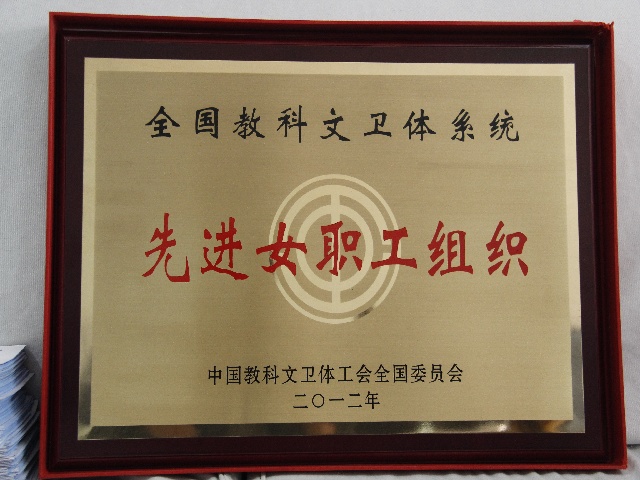 全国教科文卫体系统
先进女职工组织
中国教科文卫体工会全国委员会
二〇一二年